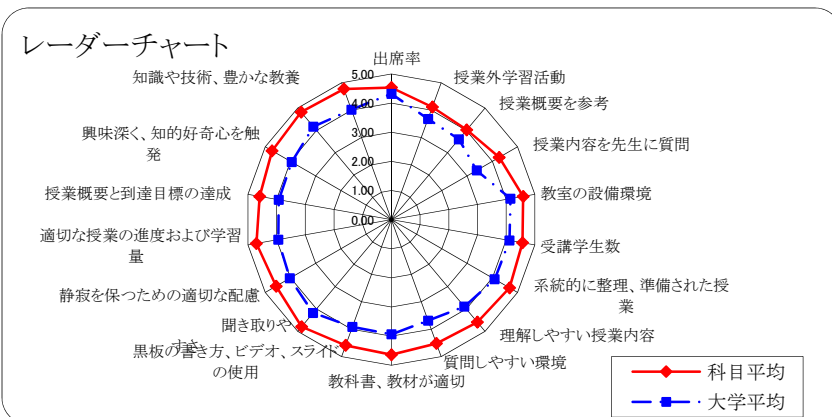 レーダーチャート
出席率
授業外学習活動
授業概要を参考
授業内容を先生に質問
教室の設備環境
受講学生数
系統的に整理、準備された授
業
理解しやすい授業内容
質問しやすい環境
教科書、教材が適切
黒板の書き方、ビデオ、スライド
の使用
聞き取りや
すさ
静寂を保つための適切な配慮
適切な授業の進度および学習
量
授業概要と到達目標の達成
興味深く、知的好奇心を触
発
知識や技術、豊かな教養
5.00
4.00
3.00
2.00
1.00
0.00
科目平均
大学平均